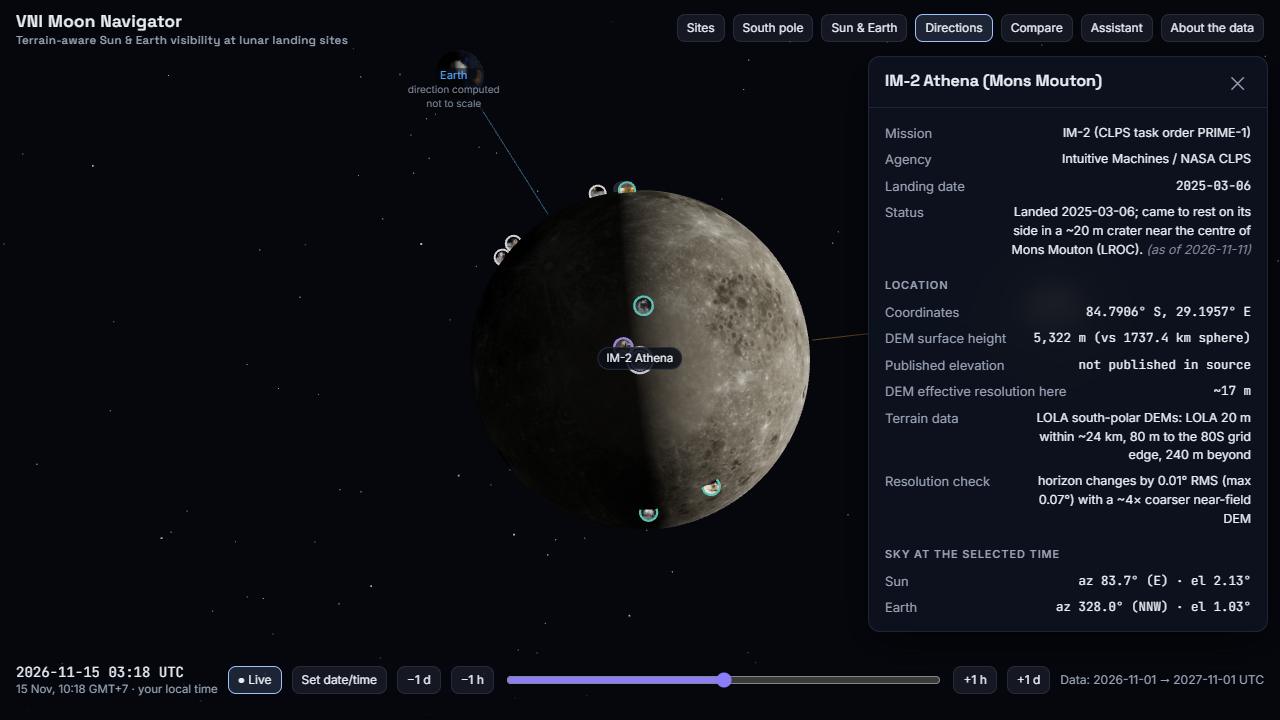 VNI Moon Navigator
Terrain-aware Sun & Earth visibility at lunar landing sites
Sites
South pole
Sun & Earth
Directions
Compare
Assistant
About the data
Earth
direction computed
not to scale
IM-2 Athena
IM-2 Athena (Mons Mouton)
Mission IM-2 (CLPS task order PRIME-1)
Agency Intuitive Machines / NASA CLPS
Landing date 2025-03-06
Status Landed 2025-03-06; came to rest on its
side in a ~20 m crater near the centre of
Mons Mouton (LROC). (as of 2026-11-11)
LOCATION
Coordinates 84.7906° S, 29.1957° E
DEM surface height 5,322 m (vs 1737.4 km sphere)
Published elevation not published in source
DEM effective resolution here ~17 m
Terrain data LOLA south-polar DEMs: LOLA 20 m
within ~24 km, 80 m to the 80S grid
edge, 240 m beyond
Resolution check horizon changes by 0.01° RMS (max
0.07°) with a ~4× coarser near-field
DEM
SKY AT THE SELECTED TIME
Sun az 83.7° (E) · el 2.13°
Earth az 328.0° (NNW) · el 1.03°
2026-11-15 03:18 UTC
15 Nov, 10:18 GMT+7 · your local time
● Live
Set date/time
−1 d
−1 h
+1 h
+1 d
Data: 2026-11-01 → 2027-11-01 UTC